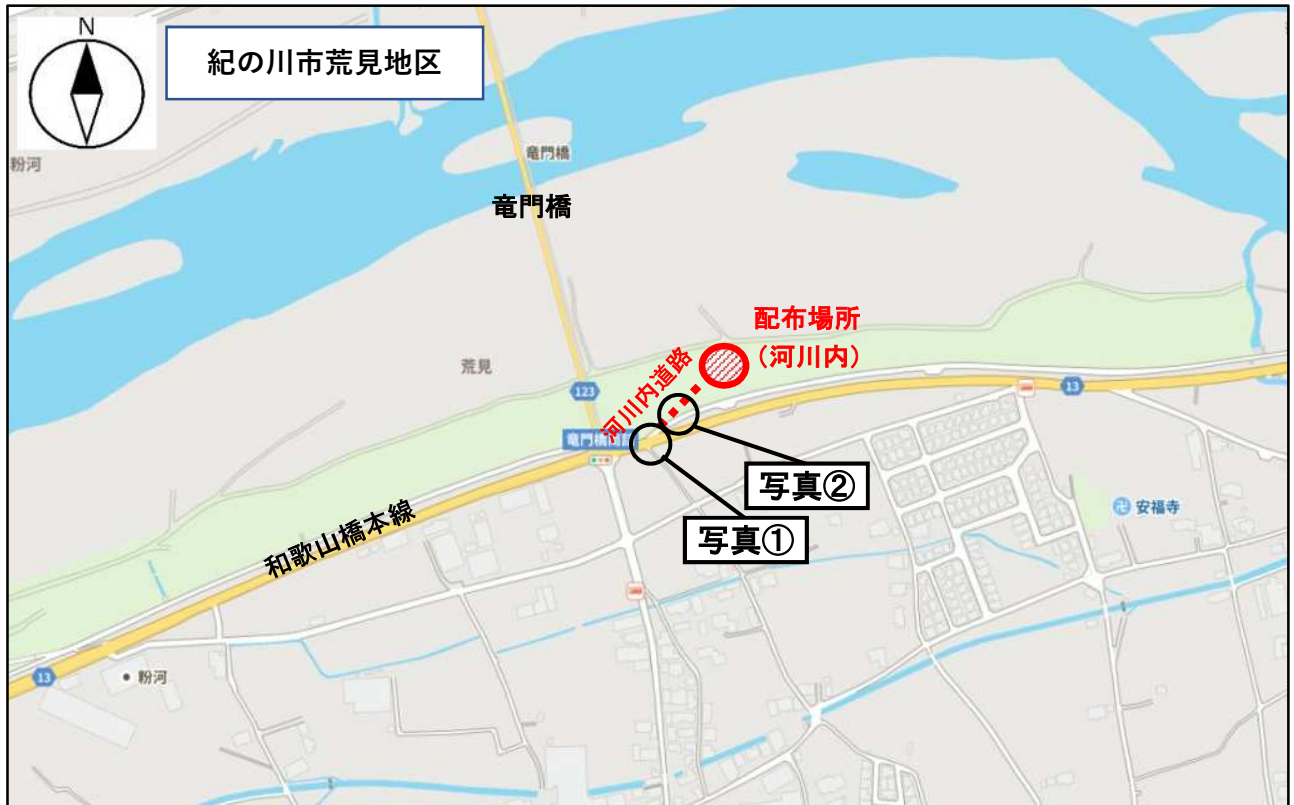 N
紀の川市荒見地区
粉河
竜門橋
竜門橋
配布場所
（河川内）
荒見
河川内道路
123
13
竜門橋南詰
写真②
写真①
安福寺
和歌山橋本線
13
粉河